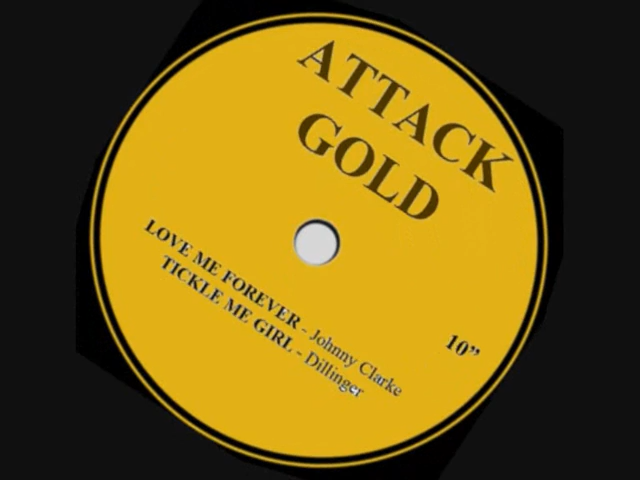 ATTACK
GOLD
LOVE ME FOREVER - Johnny Clarke
TICKLE ME GIRL - Dillinger
10”